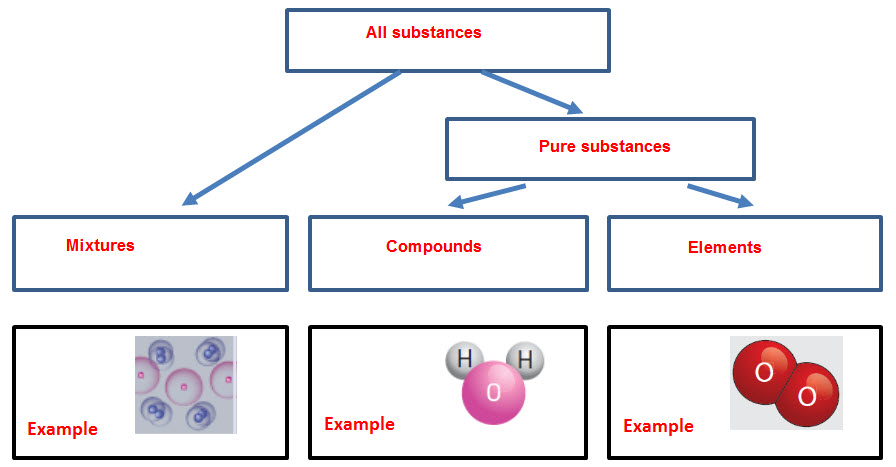 All substances
Pure substances
Mixtures
Compounds
Elements
Example
H H
O
Example
O
O
Example